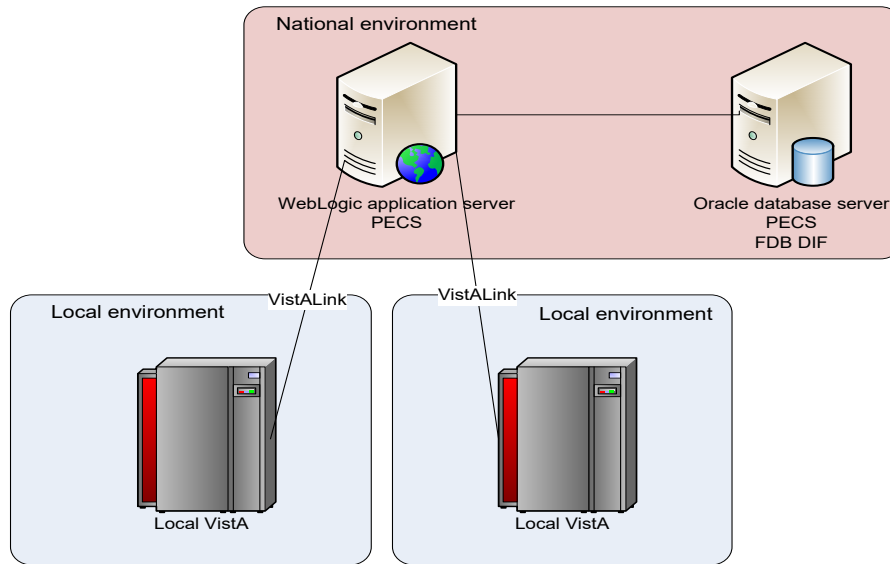 National environment
WebLogic application server
PECS
Oracle database server
PECS
FDB DIF
VistALink
VistALink
Local environment
Local environment
Local VistA
Local VistA